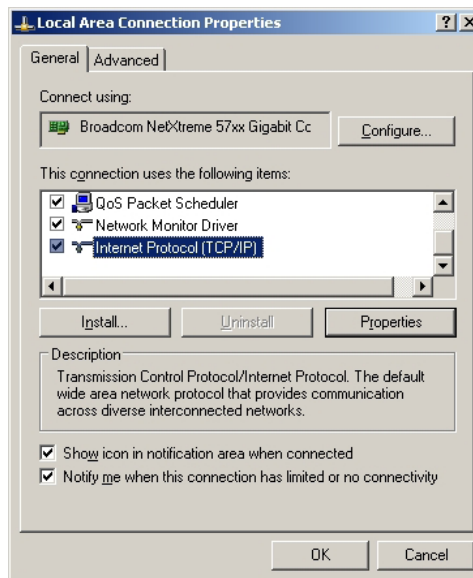 Local Area Connection Properties
General
Advanced
Connect using:
Broadcom NetXtreme 57xx Gigabit Cc
Configure...
This connection uses the following items:
QoS Packet Scheduler
Network Monitor Driver
Internet Protocol (TCP/IP)
Install...
Uninstall
Properties
Description
Transmission Control Protocol/Internet Protocol. The default
wide area network protocol that provides communication
across diverse interconnected networks.
Show icon in notification area when connected
Notify me when this connection has limited or no connectivity
OK
Cancel